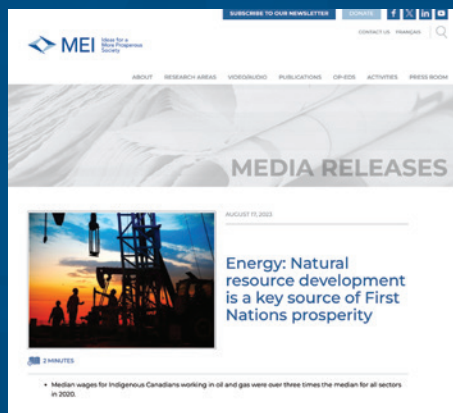 SUBSCRIBE TO OUR NEWSLETTER DONATE
CONTACT US FRANÇAIS
MEI Ideas for a
More Prosperous
Society
ABOUT RESEARCH AREAS VIDEO/AUDIO PUBLICATIONS OP-EDS ACTIVITIES PRESS ROOM
MEDIA RELEASES
AUGUST 17, 2023
Energy: Natural
resource development
is a key source of First
Nations prosperity
2 MINUTES
• Median wages for Indigenous Canadians working in oil and gas were over three times the median for all sectors
in 2020.